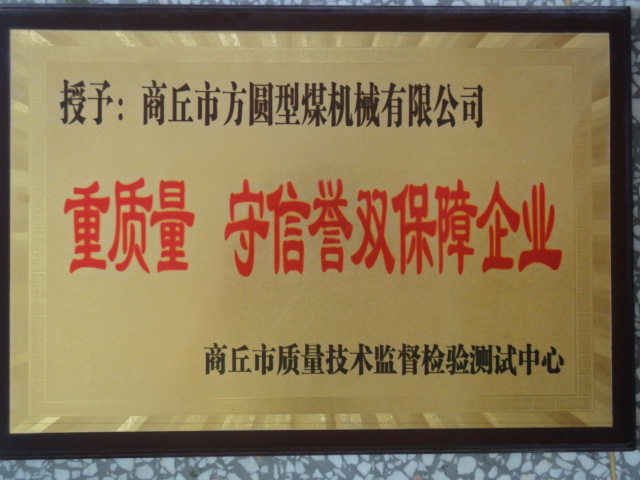 授予：商丘市方圆型煤机械有限公司
重质量 守信誉双保障企业
商丘市质量技术监督检验测试中心